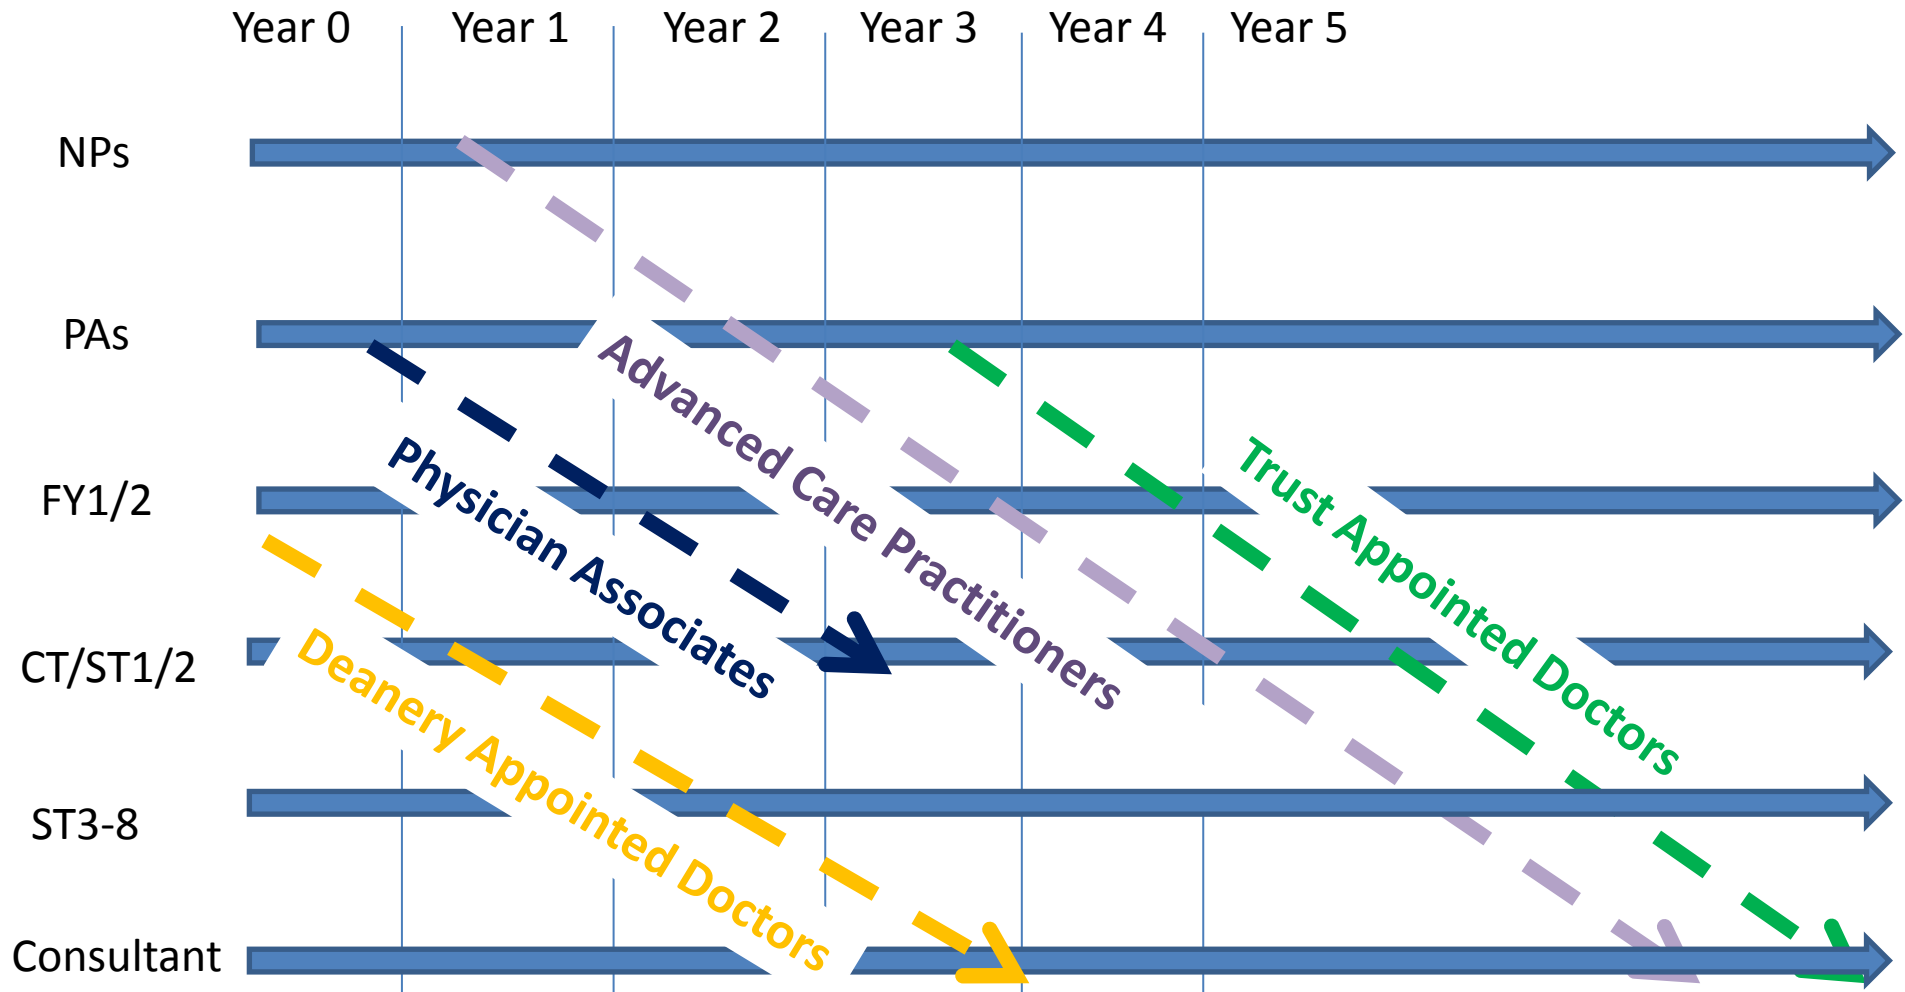 Year 0 Year 1 Year 2 Year 3 Year 4 Year 5
NPs
PAs
FY1/2
CT/ST1/2
ST3-8
Consultant
Advanced Care Practitioners
Physician Associates
Trust Appointed Doctors
Deanery Appointed Doctors